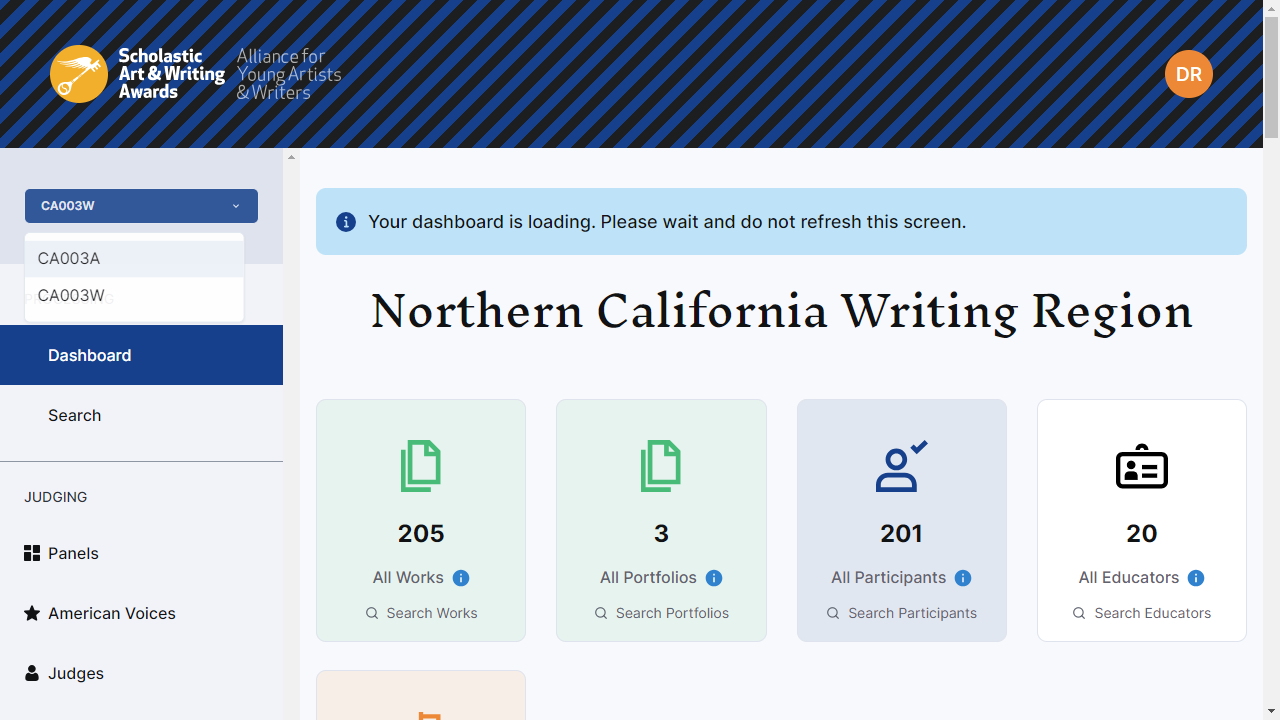 Scholastic
Art & Writing
Awards
Alliance for
Young Artists
& Writers
DR
CA003W
CA003A
CA003W
Dashboard
Search
JUDGING
Panels
American Voices
Judges
Your dashboard is loading. Please wait and do not refresh this screen.
Northern California Writing Region
205
All Works
Search Works
3
All Portfolios
Search Portfolios
201
All Participants
Search Participants
20
All Educators
Search Educators